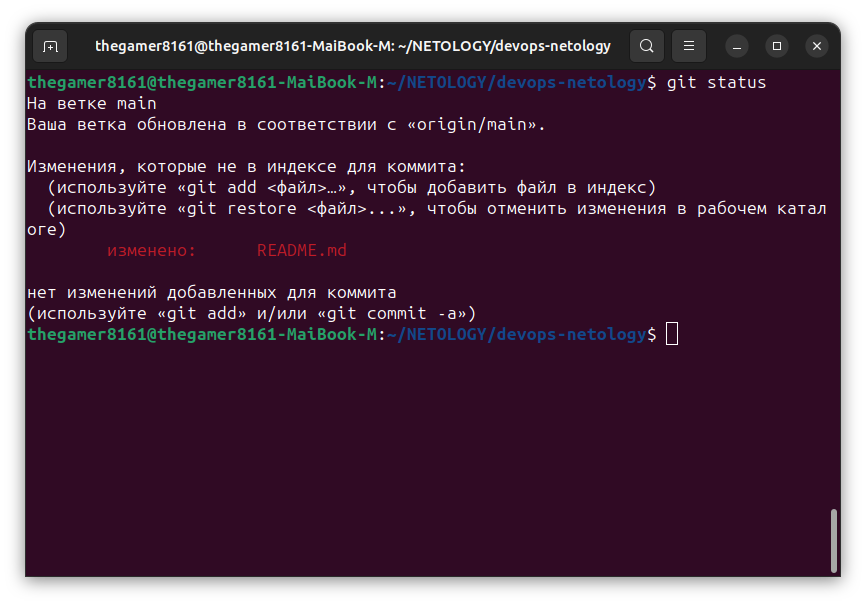 thegamer8161@thegamer8161-MaiBook-M: ~/NETOLOGY/devops-netology
thegamer8161@thegamer8161-MaiBook-M:~/NETOLOGY/devops-netology$ git status
На ветке main
Ваша ветка обновлена в соответствии с «origin/main».
Изменения, которые не в индексе для коммита:
(используйте «git add <файл>…», чтобы добавить файл в индекс)
(используйте «git restore <файл>...», чтобы отменить изменения в рабочем катал
оге)
изменено:      README.md
нет изменений добавленных для коммита
(используйте «git add» и/или «git commit -a»)
thegamer8161@thegamer8161-MaiBook-M:~/NETOLOGY/devops-netology$